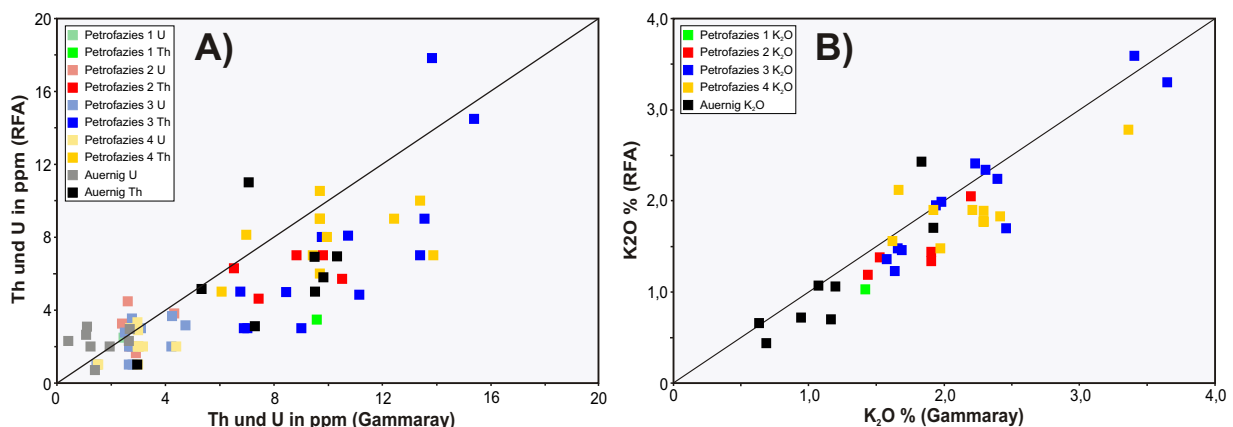 A)
Petrofazies 1 U
Petrofazies 1 Th
Petrofazies 2 U
Petrofazies 2 Th
Petrofazies 3 U
Petrofazies 3 Th
Petrofazies 4 U
Petrofazies 4 Th
Auernig U
Auernig Th
Th und U in ppm (RFA)
20
16
12
8
4
0
0
4
8
12
16
20
Th und U in ppm (Gammaray)
B)
Petrofazies 1 K₂O
Petrofazies 2 K₂O
Petrofazies 3 K₂O
Petrofazies 4 K₂O
Auernig K₂O
K2O % (RFA)
4,0
3,0
2,0
1,0
0
0
1,0
2,0
3,0
4,0
K₂O % (Gammaray)